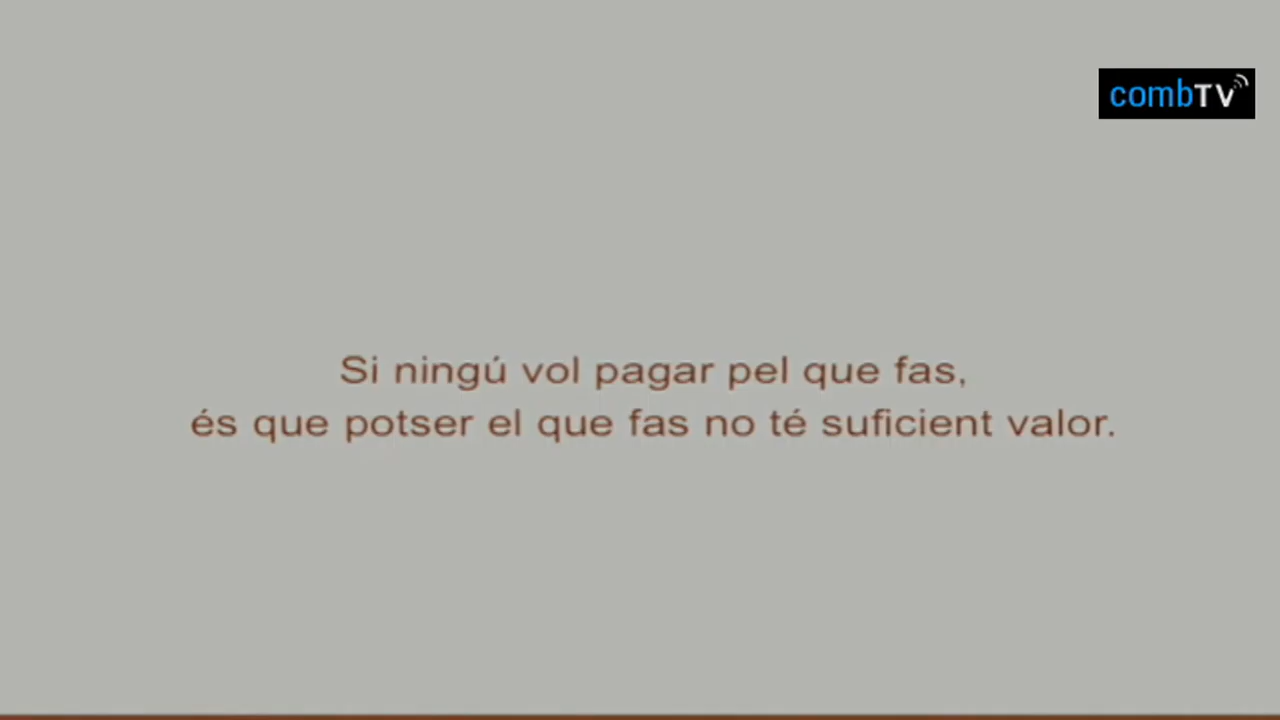 combTV
Si ningú vol pagar pel que fas,
és que potser el que fas no té suficient valor.